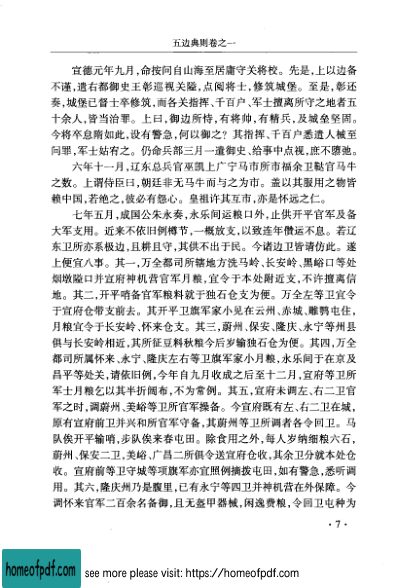 五边典则卷之一
宣德元年九月,命按问自山海至居庸守关将校。先是,上以边备
不谨,遣右都御史王彰巡视关隘,点阅将士,修筑城堡。至是,彰还
奏,城堡已督士卒修筑,而各关指挥、千百户、军士擅离所守之地者五
十余人,皆当治罪。上曰,御边所恃,有将帅,有精兵,及城垒坚固。
今将卒怠隋如此,设有警急,何以御之?其指挥、千百户悉遣人械至
问罪,军士姑宥之。仍命兵部三月一遣御史、给事中点视,庶不隳弛。
六年十一月,辽东总兵官巫凯上广宁马市所市福余卫鞑官马牛
之数。上谓侍臣曰,朝廷非无马牛而与之为市。盖以其服用之物皆
赖中国,若绝之,彼必有怨心。皇祖许其互市,亦是怀远之仁。
七年五月,成国公朱永奏,永乐间运粮口外,止供开平官军及备
大军支用。近来不依旧例樽节,一概放支,以致连年儹运不息。若辽
东卫所亦系极边,且耕且守,其供不出于民。今诸边卫皆请仿此。遂
上便宜八事。其一,万全都司所辖地方洗马岭、长安岭、黑峪口等处
烟墩隘口并宣府神机营官军月粮,宜令于本处附近支,不许擅离信
地。其二,开平哨备官军粮料就于独石仓支为便。万全左等卫宜令
于宣府仓带支前去。其开平卫旗军家小见在云州、赤城、雕鹗屯住,
月粮宜令于长安岭、怀来仓支。其三,蔚州、保安、隆庆、永宁等州县
俱与长安岭相近,其所征豆料秋粮今后岁输独石仓为便。其四,万全
都司所属怀来、永宁、隆庆左右等卫旗军家小月粮,永乐间于在京及
昌平等处关,请依旧例,今年自九月收成之后至十二月,宣府等卫所
军士月粮乞以其半折阔布,不为常例。其五,宣府未调左、右二卫官
军之时,调蔚州、美峪等卫所官军操备。今宣府既有左、右二卫在城,
原有宣府前卫并兴和所官军守备,其蔚州等卫所调者各令回卫。马
队俟开平输哨,步队俟来春屯田。除食用之外,每人岁纳细粮六石,
蔚州、保安二卫,美峪、广昌二所俱令送宣府仓收,其余卫分就本处仓
收。宣府前等卫守城等项旗军亦宜照例摘拨屯田,如有警急,悉听调
用。其六,隆庆州乃是腹里,已有永宁等四卫并神机营在外保障。今
调怀来官军二百余名备御,且无盔甲器械,闲逸费粮,令回卫屯种为
·7·
homeofpdf.com
see more please visit: https://homeofpdf.com